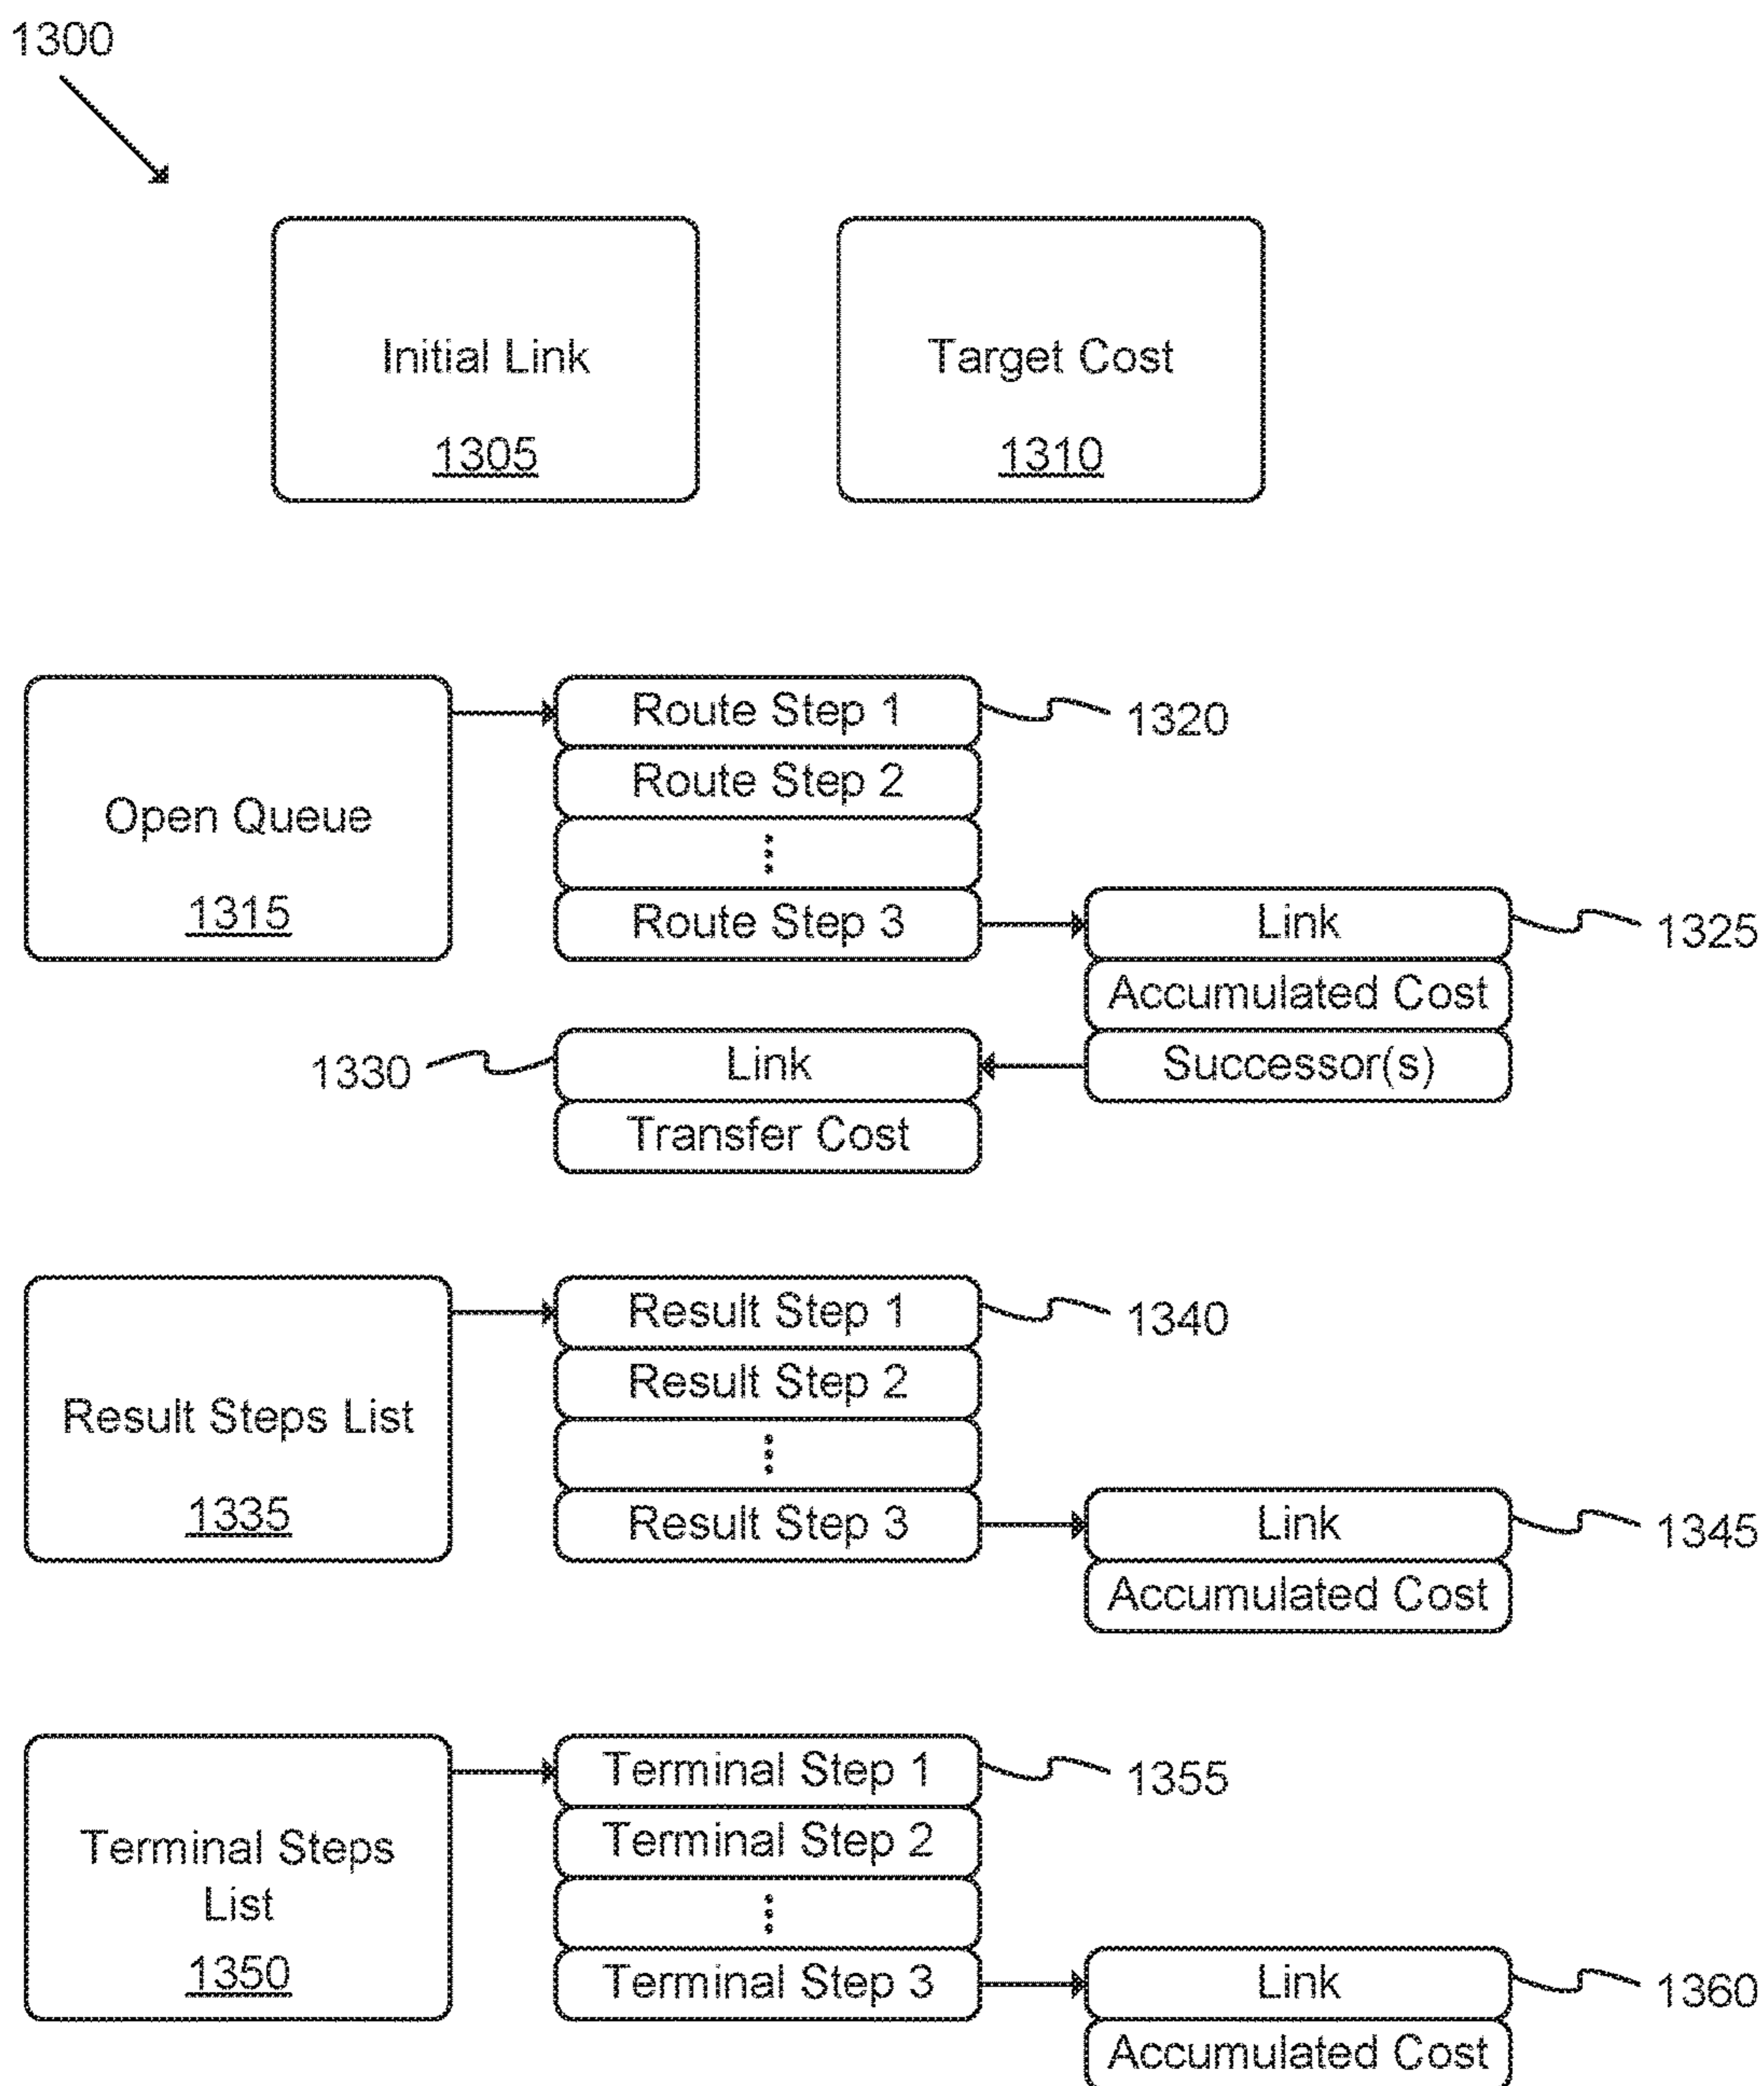 1300
Initial Link
1305
Target Cost
1310
Open Queue
1315
Route Step 1
1320
Route Step 2
⋮
Route Step 3
Link
1325
Accumulated Cost
Successor(s)
1330
Link
Transfer Cost
Result Steps List
1335
Result Step 1
1340
Result Step 2
⋮
Result Step 3
Link
1345
Accumulated Cost
Terminal Steps
List
1350
Terminal Step 1
1355
Terminal Step 2
⋮
Terminal Step 3
Link
1360
Accumulated Cost